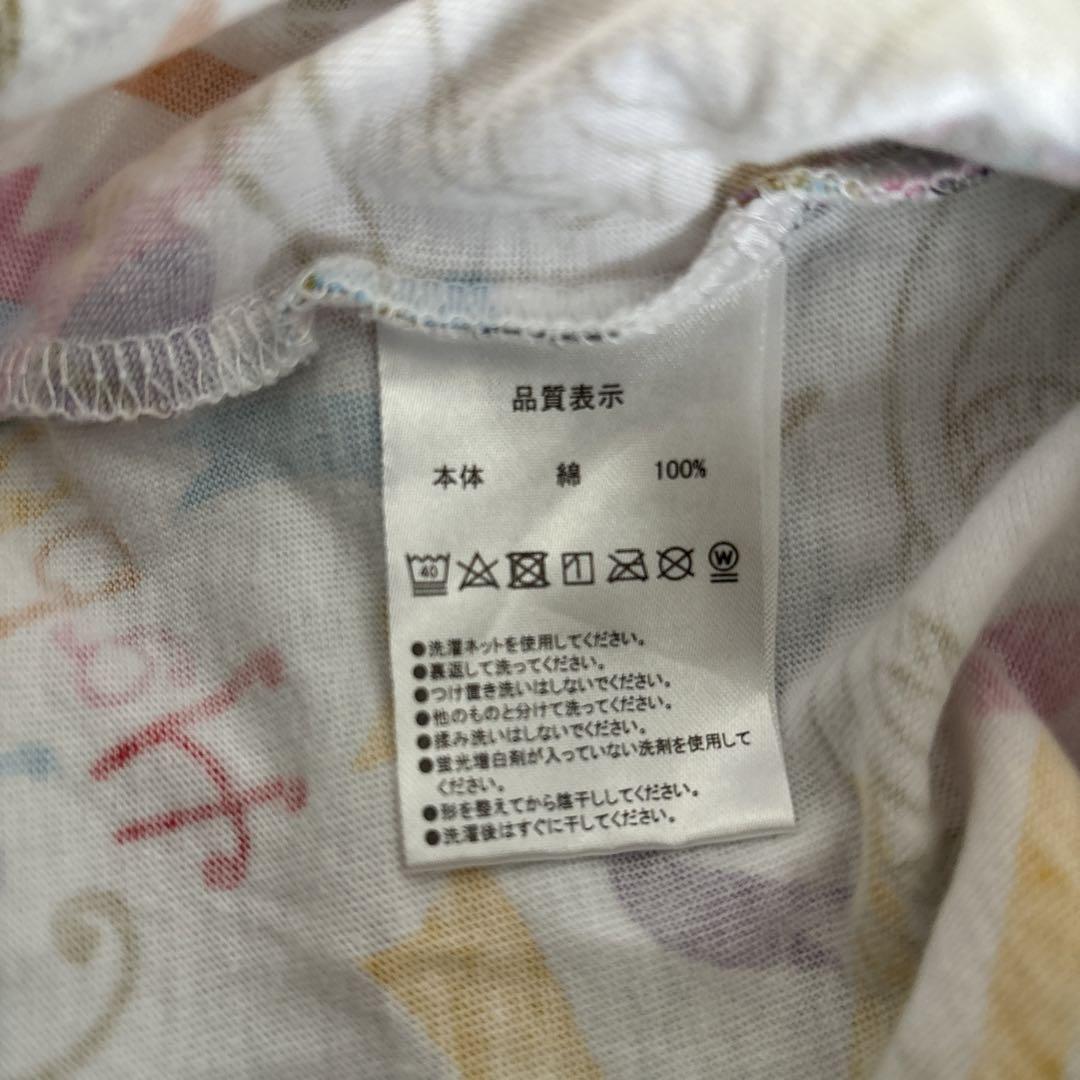 品質表示
本体 綿 100%
40 W
●洗濯ネットを使用してください。
●裏返して洗ってください。
●つけ置き洗いはしないでください。
●他のものと分けて洗ってください。
●揉み洗いはしないでください。
●蛍光増白剤が入っていない洗剤を使用して
ください。
●形を整えてから陰干ししてください。
●洗濯後はすぐに干してください。